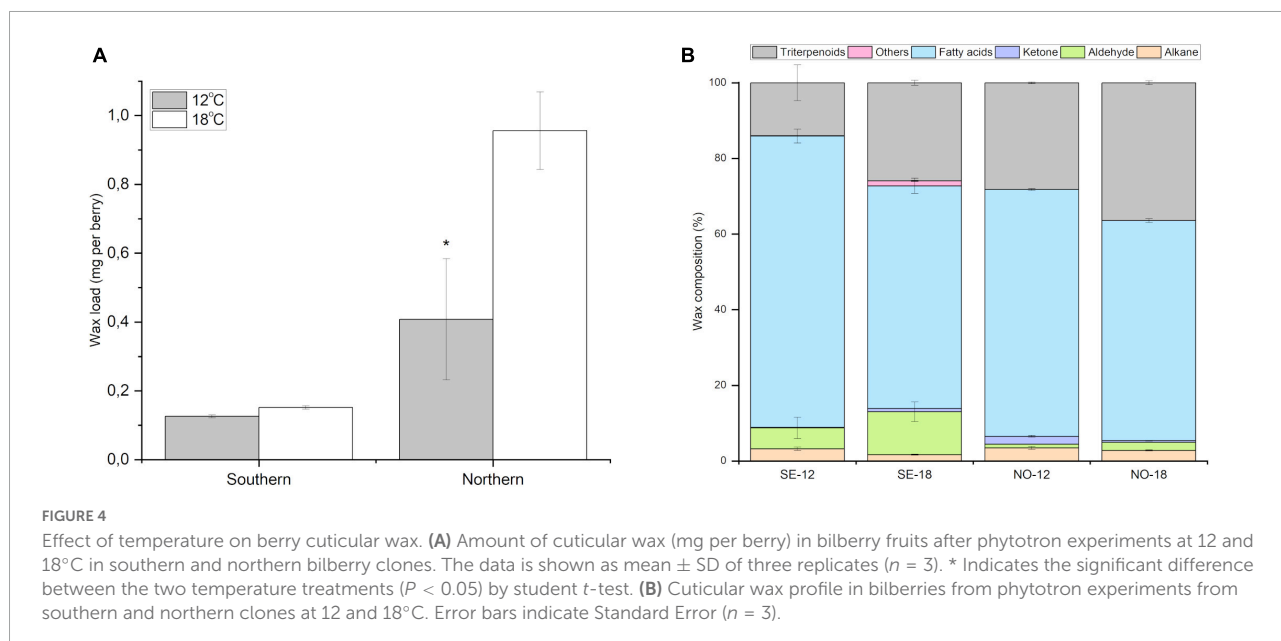 A
12°C
18°C
Wax load (mg per berry)
1,0
0,8
0,6
0,4
0,2
0,0
*
Southern
Northern
B
Triterpenoids Others Fatty acids Ketone Aldehyde Alkane
Wax composition (%)
100
80
60
40
20
0
SE-12
SE-18
NO-12
NO-18
FIGURE 4
Effect of temperature on berry cuticular wax. (A) Amount of cuticular wax (mg per berry) in bilberry fruits after phytotron experiments at 12 and
18°C in southern and northern bilberry clones. The data is shown as mean ± SD of three replicates (n = 3). * Indicates the significant difference
between the two temperature treatments (P < 0.05) by student t-test. (B) Cuticular wax profile in bilberries from phytotron experiments from
southern and northern clones at 12 and 18°C. Error bars indicate Standard Error (n = 3).